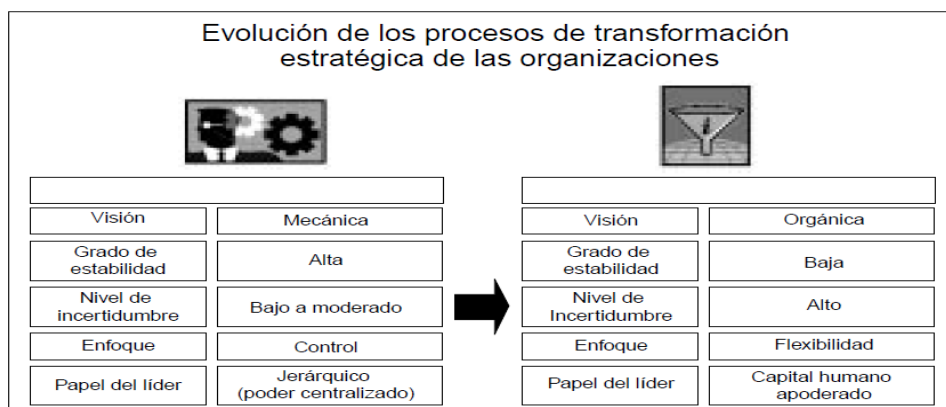 Evolución de los procesos de transformación
estratégica de las organizaciones
Visión
Mecánica
Grado de
estabilidad
Alta
Nivel de
incertidumbre
Bajo a moderado
Enfoque
Control
Papel del líder
Jerárquico
(poder centralizado)
Visión
Orgánica
Grado de
estabilidad
Baja
Nivel de
Incertidumbre
Alto
Enfoque
Flexibilidad
Papel del líder
Capital humano
apoderado